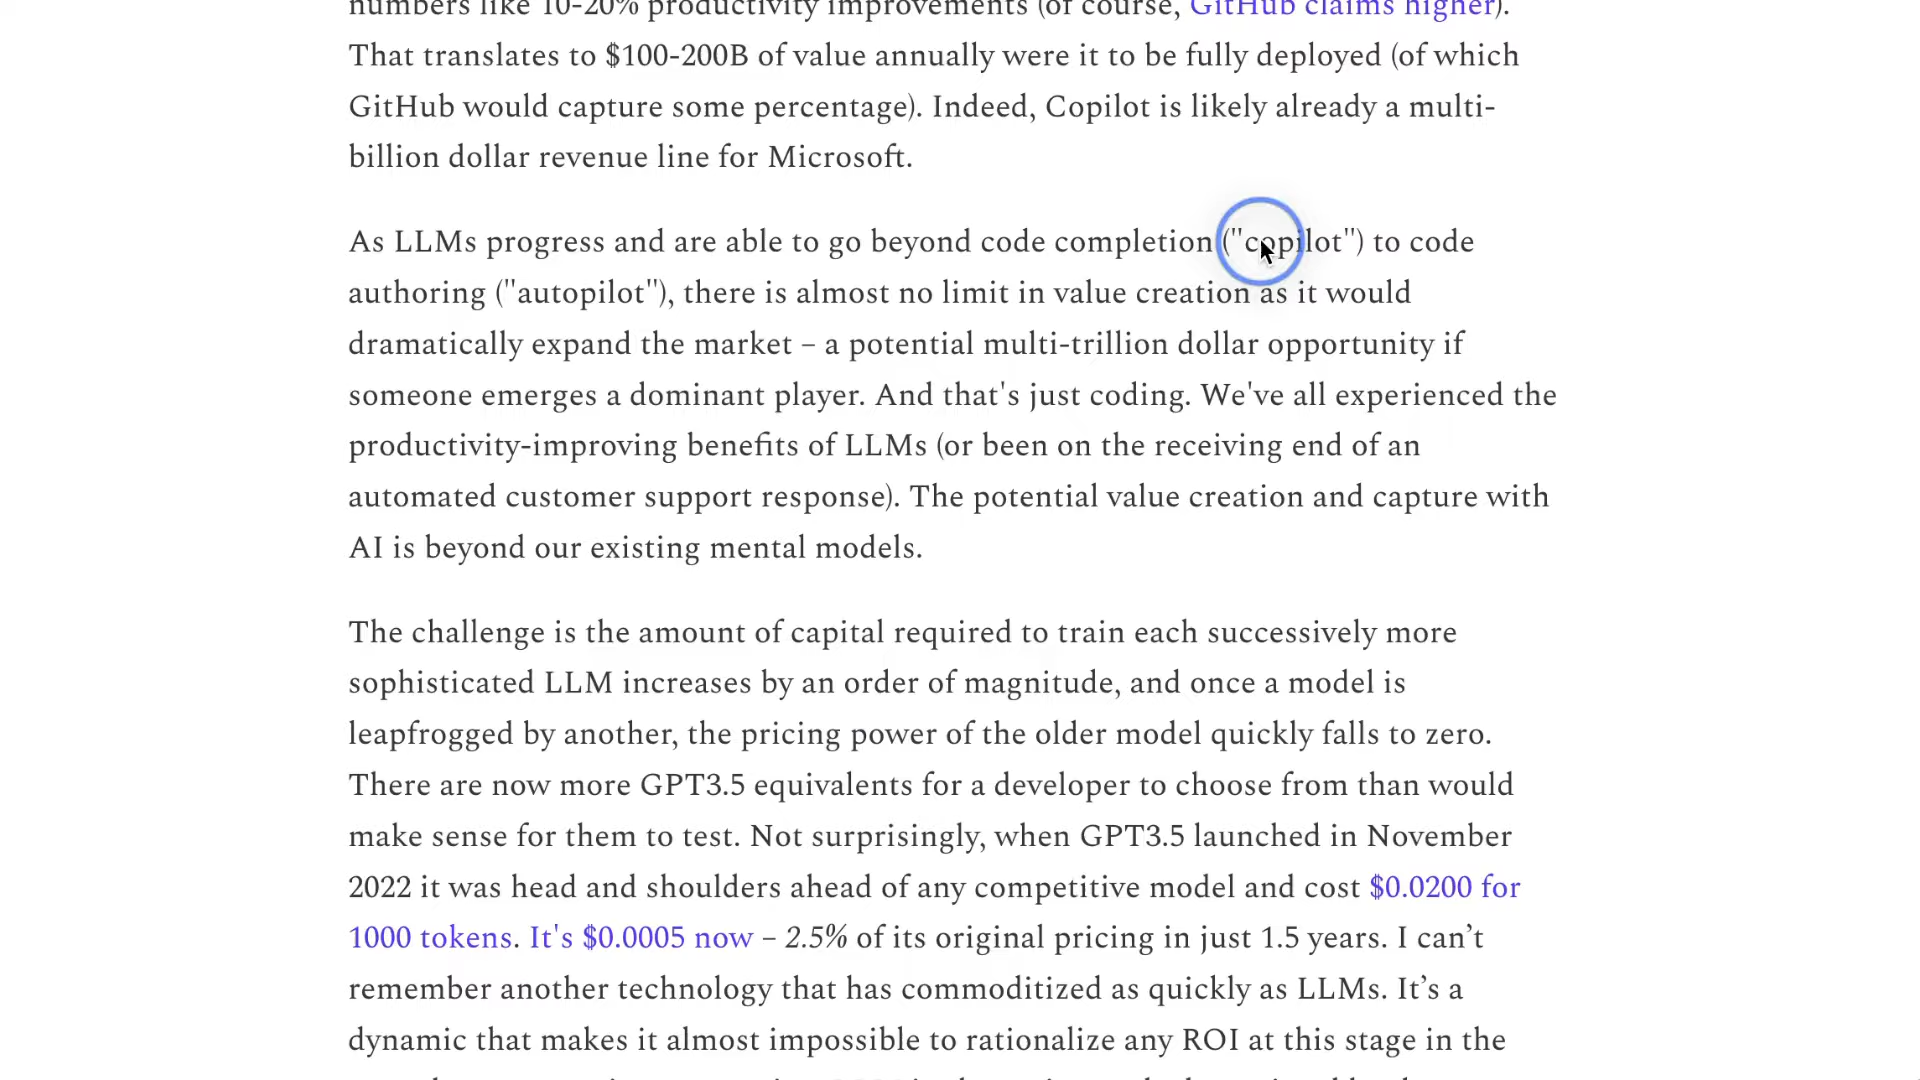 numbers like 10-20% productivity improvements (of course, GitHub claims higher).
That translates to $100-200B of value annually were it to be fully deployed (of which
GitHub would capture some percentage). Indeed, Copilot is likely already a multi-
billion dollar revenue line for Microsoft.
As LLMs progress and are able to go beyond code completion ("copilot") to code
authoring ("autopilot"), there is almost no limit in value creation as it would
dramatically expand the market – a potential multi-trillion dollar opportunity if
someone emerges a dominant player. And that's just coding. We've all experienced the
productivity-improving benefits of LLMs (or been on the receiving end of an
automated customer support response). The potential value creation and capture with
AI is beyond our existing mental models.
The challenge is the amount of capital required to train each successively more
sophisticated LLM increases by an order of magnitude, and once a model is
leapfrogged by another, the pricing power of the older model quickly falls to zero.
There are now more GPT3.5 equivalents for a developer to choose from than would
make sense for them to test. Not surprisingly, when GPT3.5 launched in November
2022 it was head and shoulders ahead of any competitive model and cost $0.0200 for
1000 tokens. It's $0.0005 now – 2.5% of its original pricing in just 1.5 years. I can’t
remember another technology that has commoditized as quickly as LLMs. It’s a
dynamic that makes it almost impossible to rationalize any ROI at this stage in the